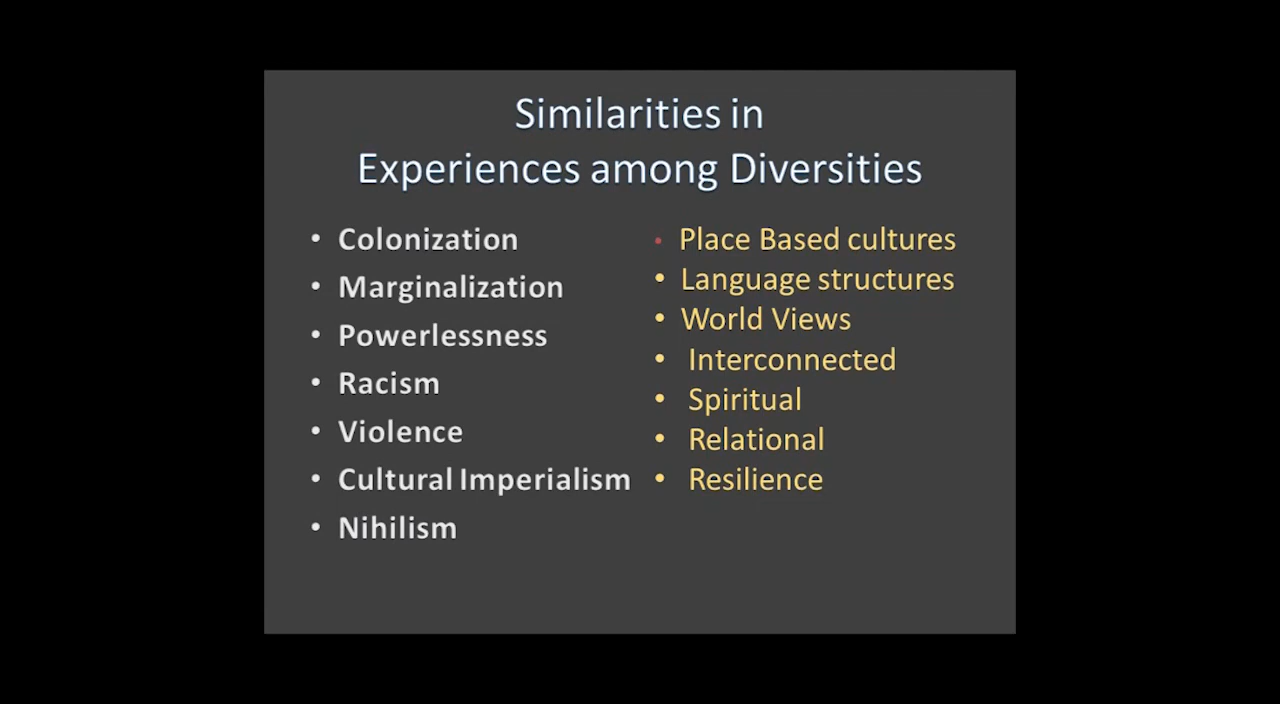 Similarities in
Experiences among Diversities
• Colonization
• Marginalization
• Powerlessness
• Racism
• Violence
• Cultural Imperialism
• Nihilism
• Place Based cultures
• Language structures
• World Views
• Interconnected
• Spiritual
• Relational
• Resilience